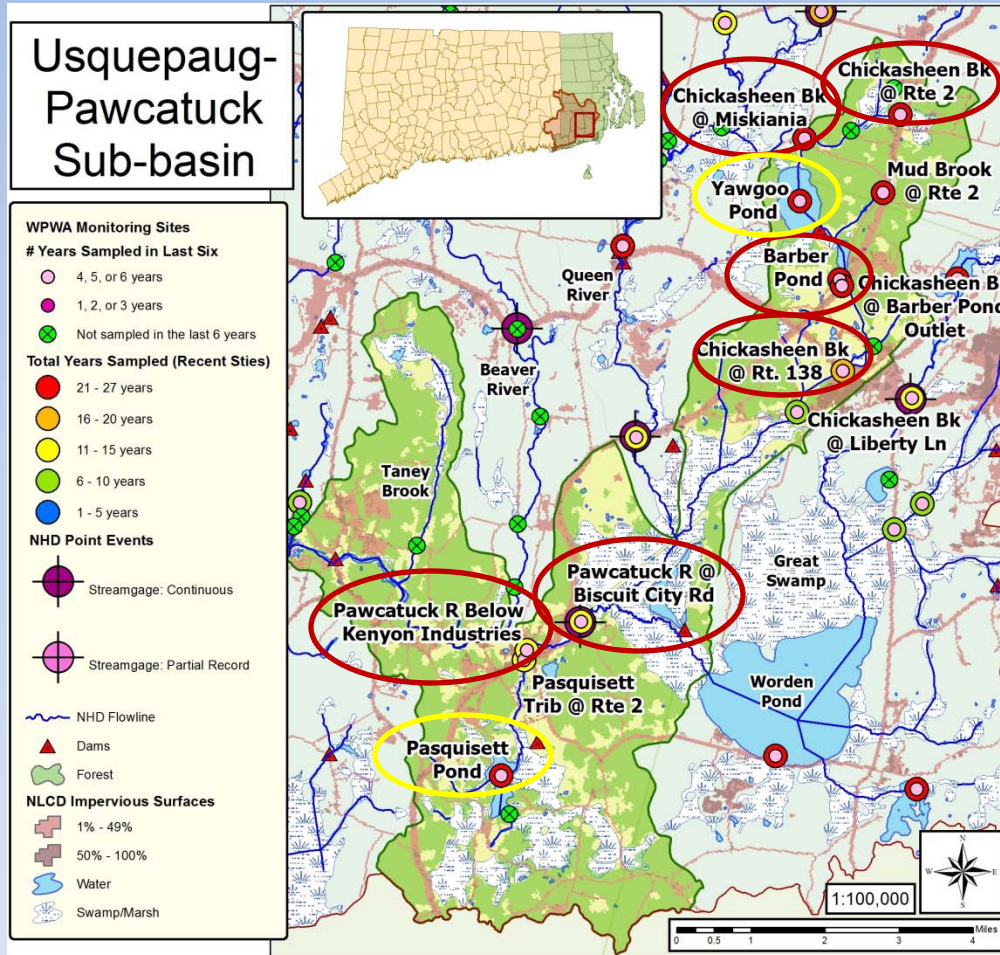 Usquepaug-
Pawcatuck
Sub-basin
WPWA Monitoring Sites
# Years Sampled in Last Six
4, 5, or 6 years
1, 2, or 3 years
Not sampled in the last 6 years
Total Years Sampled (Recent Sties)
21 - 27 years
16 - 20 years
11 - 15 years
6 - 10 years
1 - 5 years
NHD Point Events
Streamgage: Continuous
Streamgage: Partial Record
NHD Flowline
Dams
Forest
NLCD Impervious Surfaces
1% - 49%
50% - 100%
Water
Swamp/Marsh
Chickasheen Bk
@ Rte 2
Chickasheen Bk
@ Miskiania
Mud Brook
@ Rte 2
Yawgoo
Pond
Queen
River
Barber
Pond
Chickasheen B
@ Barber Pond
Outlet
Chickasheen Bk
@ Rt. 138
Beaver
River
Chickasheen Bk
@ Liberty Ln
Taney
Brook
Great
Swamp
Pawcatuck R @
Biscuit City Rd
Pawcatuck R Below
Kenyon Industries
Pasquisett
Trib @ Rte 2
Worden
Pond
Pasquisett
Pond
N
W E
S
1:100,000
Miles
0 0.5 1 2 3 4